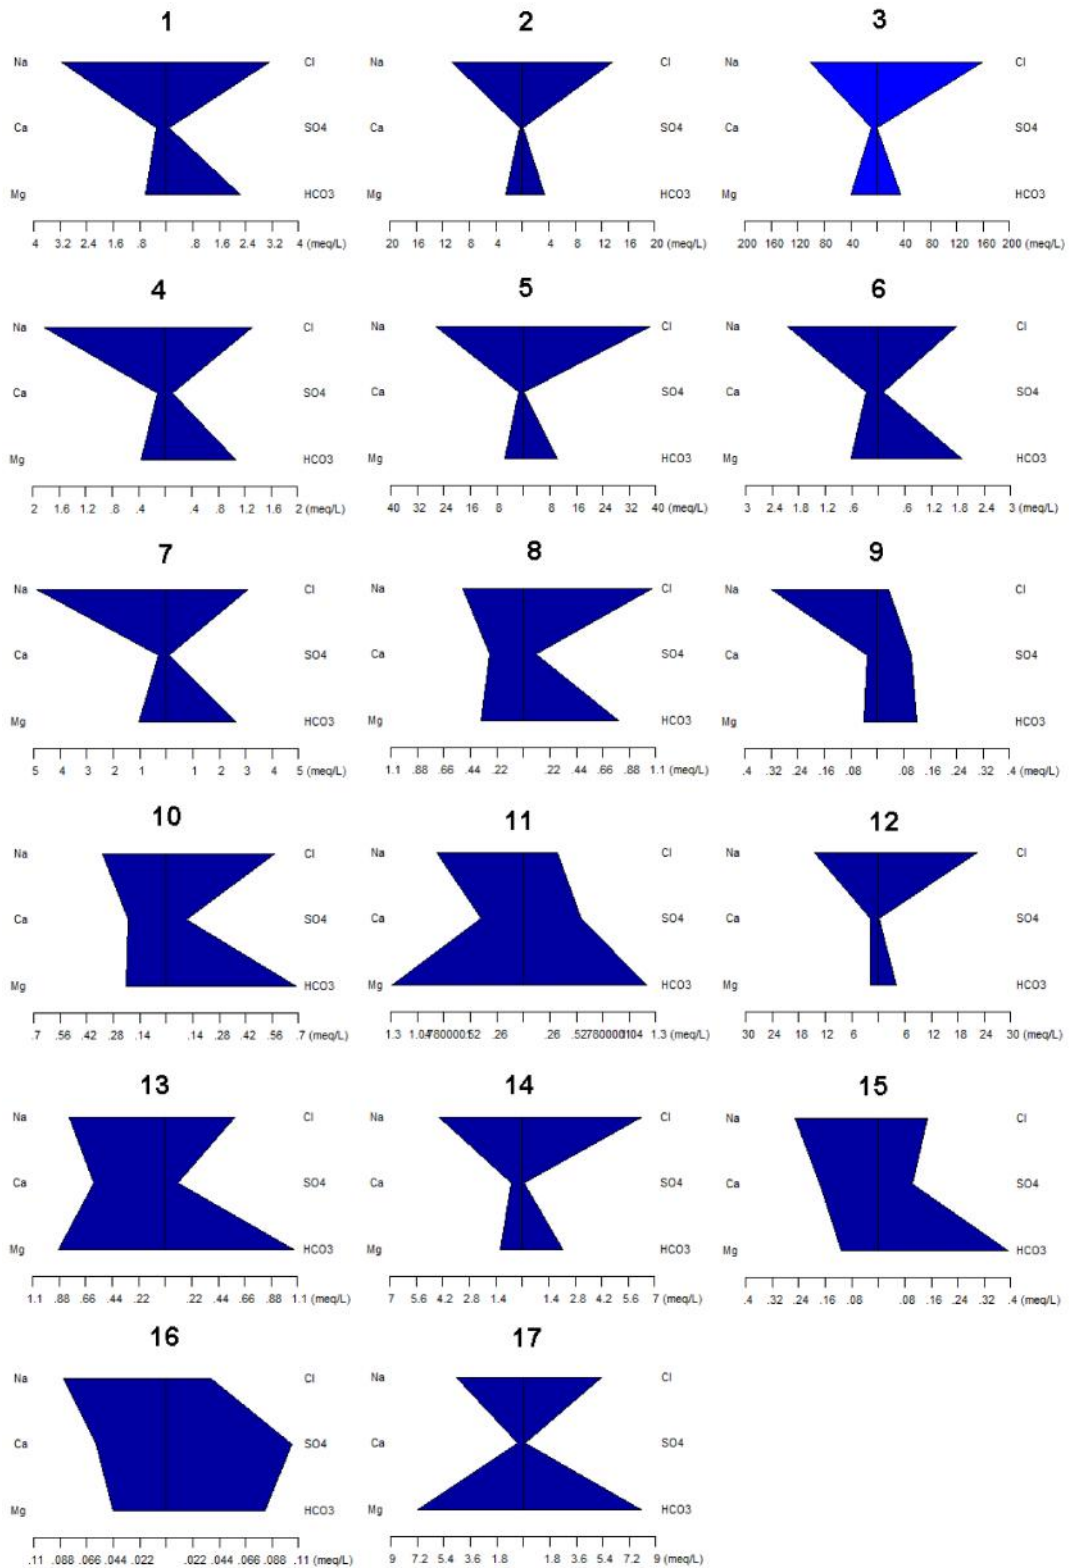 1 2 3
Na Cl Na Cl Na Cl
Ca SO4 Ca SO4 Ca SO4
Mg HCO3 Mg HCO3 Mg HCO3
4 3.2 2.4 1.6 .8 .8 1.6 2.4 3.2 4 (meq/L) 20 16 12 8 4 4 8 12 16 20 (meq/L) 200 160 120 80 40 40 80 120 160 200 (meq/L)
4 5 6
Na Cl Na Cl Na Cl
Ca SO4 Ca SO4 Ca SO4
Mg HCO3 Mg HCO3 Mg HCO3
2 1.6 1.2 .8 .4 .4 .8 1.2 1.6 2 (meq/L) 40 32 24 16 8 8 16 24 32 40 (meq/L) 3 2.4 1.8 1.2 .6 .6 1.2 1.8 2.4 3 (meq/L)
7 8 9
Na Cl Na Cl Na Cl
Ca SO4 Ca SO4 Ca SO4
Mg HCO3 Mg HCO3 Mg HCO3
5 4 3 2 1 1 2 3 4 5 (meq/L) 1.1 .88 .66 .44 .22 .22 .44 .66 .88 1.1 (meq/L) .4 .32 .24 .16 .08 .08 .16 .24 .32 .4 (meq/L)
10 11 12
Na Cl Na Cl Na Cl
Ca SO4 Ca SO4 Ca SO4
Mg HCO3 Mg HCO3 Mg HCO3
.7 .56 .42 .28 .14 .14 .28 .42 .56 .7 (meq/L) 1.3 .52 .26 .26 1.3 (meq/L) 30 24 18 12 6 6 12 18 24 30 (meq/L)
13 14 15
Na Cl Na Cl Na Cl
Ca SO4 Ca SO4 Ca SO4
Mg HCO3 Mg HCO3 Mg HCO3
1.1 .88 .66 .44 .22 .22 .44 .66 .88 1.1 (meq/L) 7 5.6 4.2 2.8 1.4 1.4 2.8 4.2 5.6 7 (meq/L) .4 .32 .24 .16 .08 .08 .16 .24 .32 .4 (meq/L)
16 17
Na Cl Na Cl
Ca SO4 Ca SO4
Mg HCO3 Mg HCO3
.11 .088 .066 .044 .022 .022 .044 .066 .088 .11 (meq/L) 9 7.2 5.4 3.6 1.8 1.8 3.6 5.4 7.2 9 (meq/L)